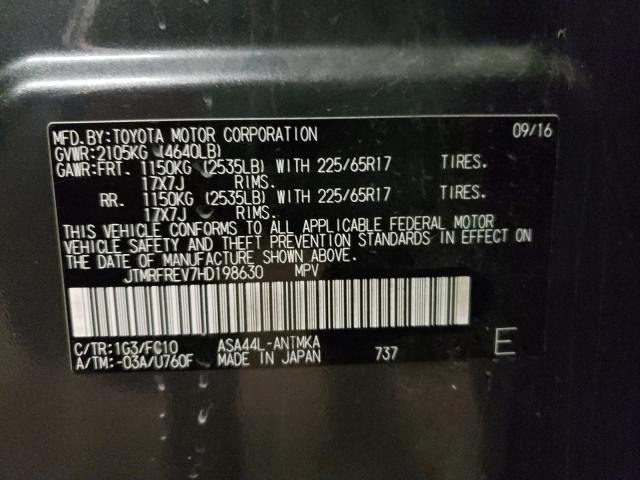 MFD.BY:TOYOTA MOTOR CORPORATION 09/16
GVWR:2105KG (4640LB)
GAWR:FRT. 1150KG (2535LB) WITH 225/65R17 TIRES.
17X7J RIMS.
RR. 1150KG (2535LB) WITH 225/65R17 TIRES.
17X7J RIMS.
THIS VEHICLE CONFORMS TO ALL APPLICABLE FEDERAL MOTOR
VEHICLE SAFETY AND THEFT PREVENTION STANDARDS IN EFFECT ON
THE DATE OF MANUFACTURE SHOWN ABOVE.
JTMRFREV7HD198630 MPV
C/TR:1G3/FC10 ASA44L-ANTMKA
A/TM:-03A/U760F MADE IN JAPAN 737 E